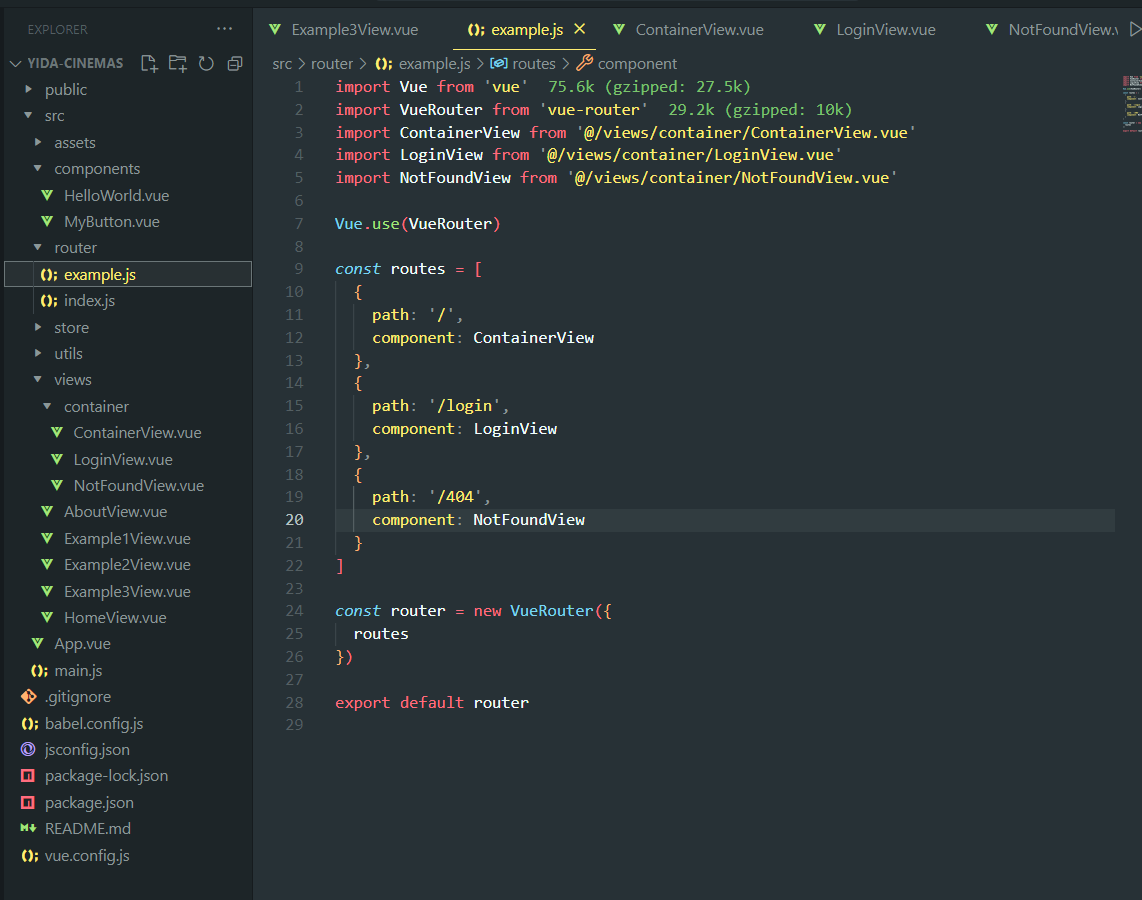 EXPLORER
YIDA-CINEMAS
public
src
assets
components
HelloWorld.vue
MyButton.vue
router
example.js
index.js
store
utils
views
container
ContainerView.vue
LoginView.vue
NotFoundView.vue
AboutView.vue
Example1View.vue
Example2View.vue
Example3View.vue
HomeView.vue
App.vue
main.js
.gitignore
babel.config.js
jsconfig.json
package-lock.json
package.json
README.md
vue.config.js
Example3View.vue example.js ContainerView.vue LoginView.vue NotFoundView.v
src > router > example.js > routes > component
1 import Vue from 'vue' 75.6k (gzipped: 27.5k)
2 import VueRouter from 'vue-router' 29.2k (gzipped: 10k)
3 import ContainerView from '@/views/container/ContainerView.vue'
4 import LoginView from '@/views/container/LoginView.vue'
5 import NotFoundView from '@/views/container/NotFoundView.vue'
6
7 Vue.use(VueRouter)
8
9 const routes = [
10 {
11 path: '/',
12 component: ContainerView
13 },
14 {
15 path: '/login',
16 component: LoginView
17 },
18 {
19 path: '/404',
20 component: NotFoundView
21 }
22 ]
23
24 const router = new VueRouter({
25 routes
26 })
27
28 export default router
29